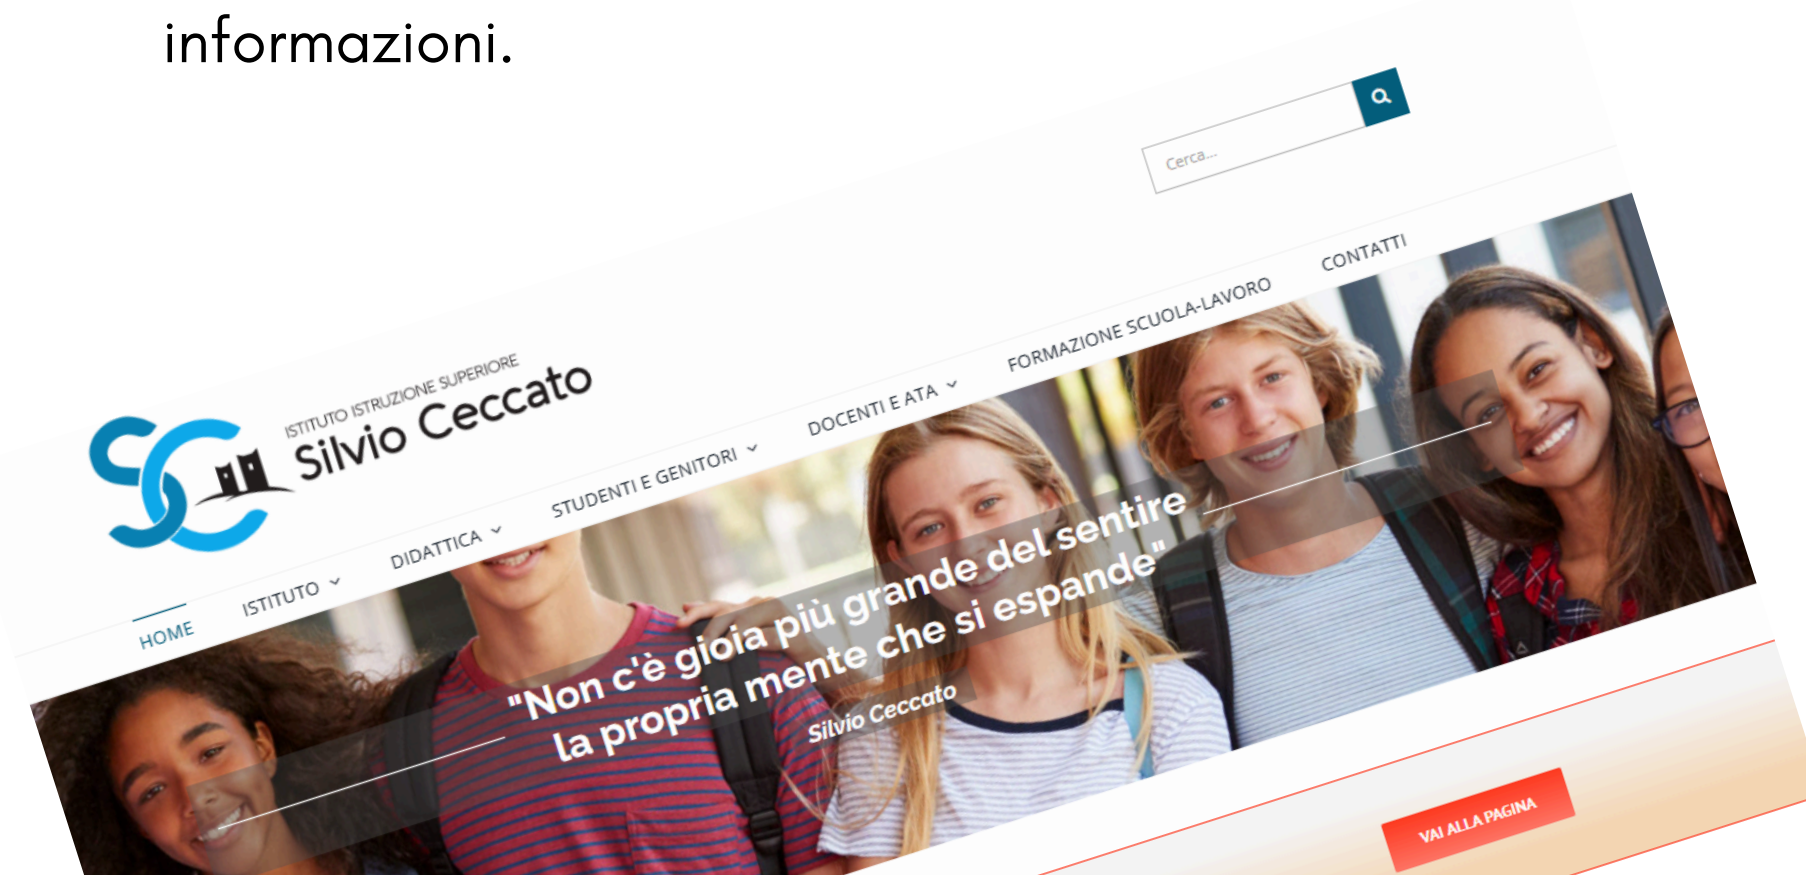 informazioni.
Cerca...
ISTITUTO ISTRUZIONE SUPERIORE
Silvio Ceccato
HOME
ISTITUTO
DIDATTICA
STUDENTI E GENITORI
DOCENTI E ATA
FORMAZIONE SCUOLA-LAVORO
CONTATTI
"Non c'è gioia più grande del sentire
la propria mente che si espande"
Silvio Ceccato
VAI ALLA PAGINA